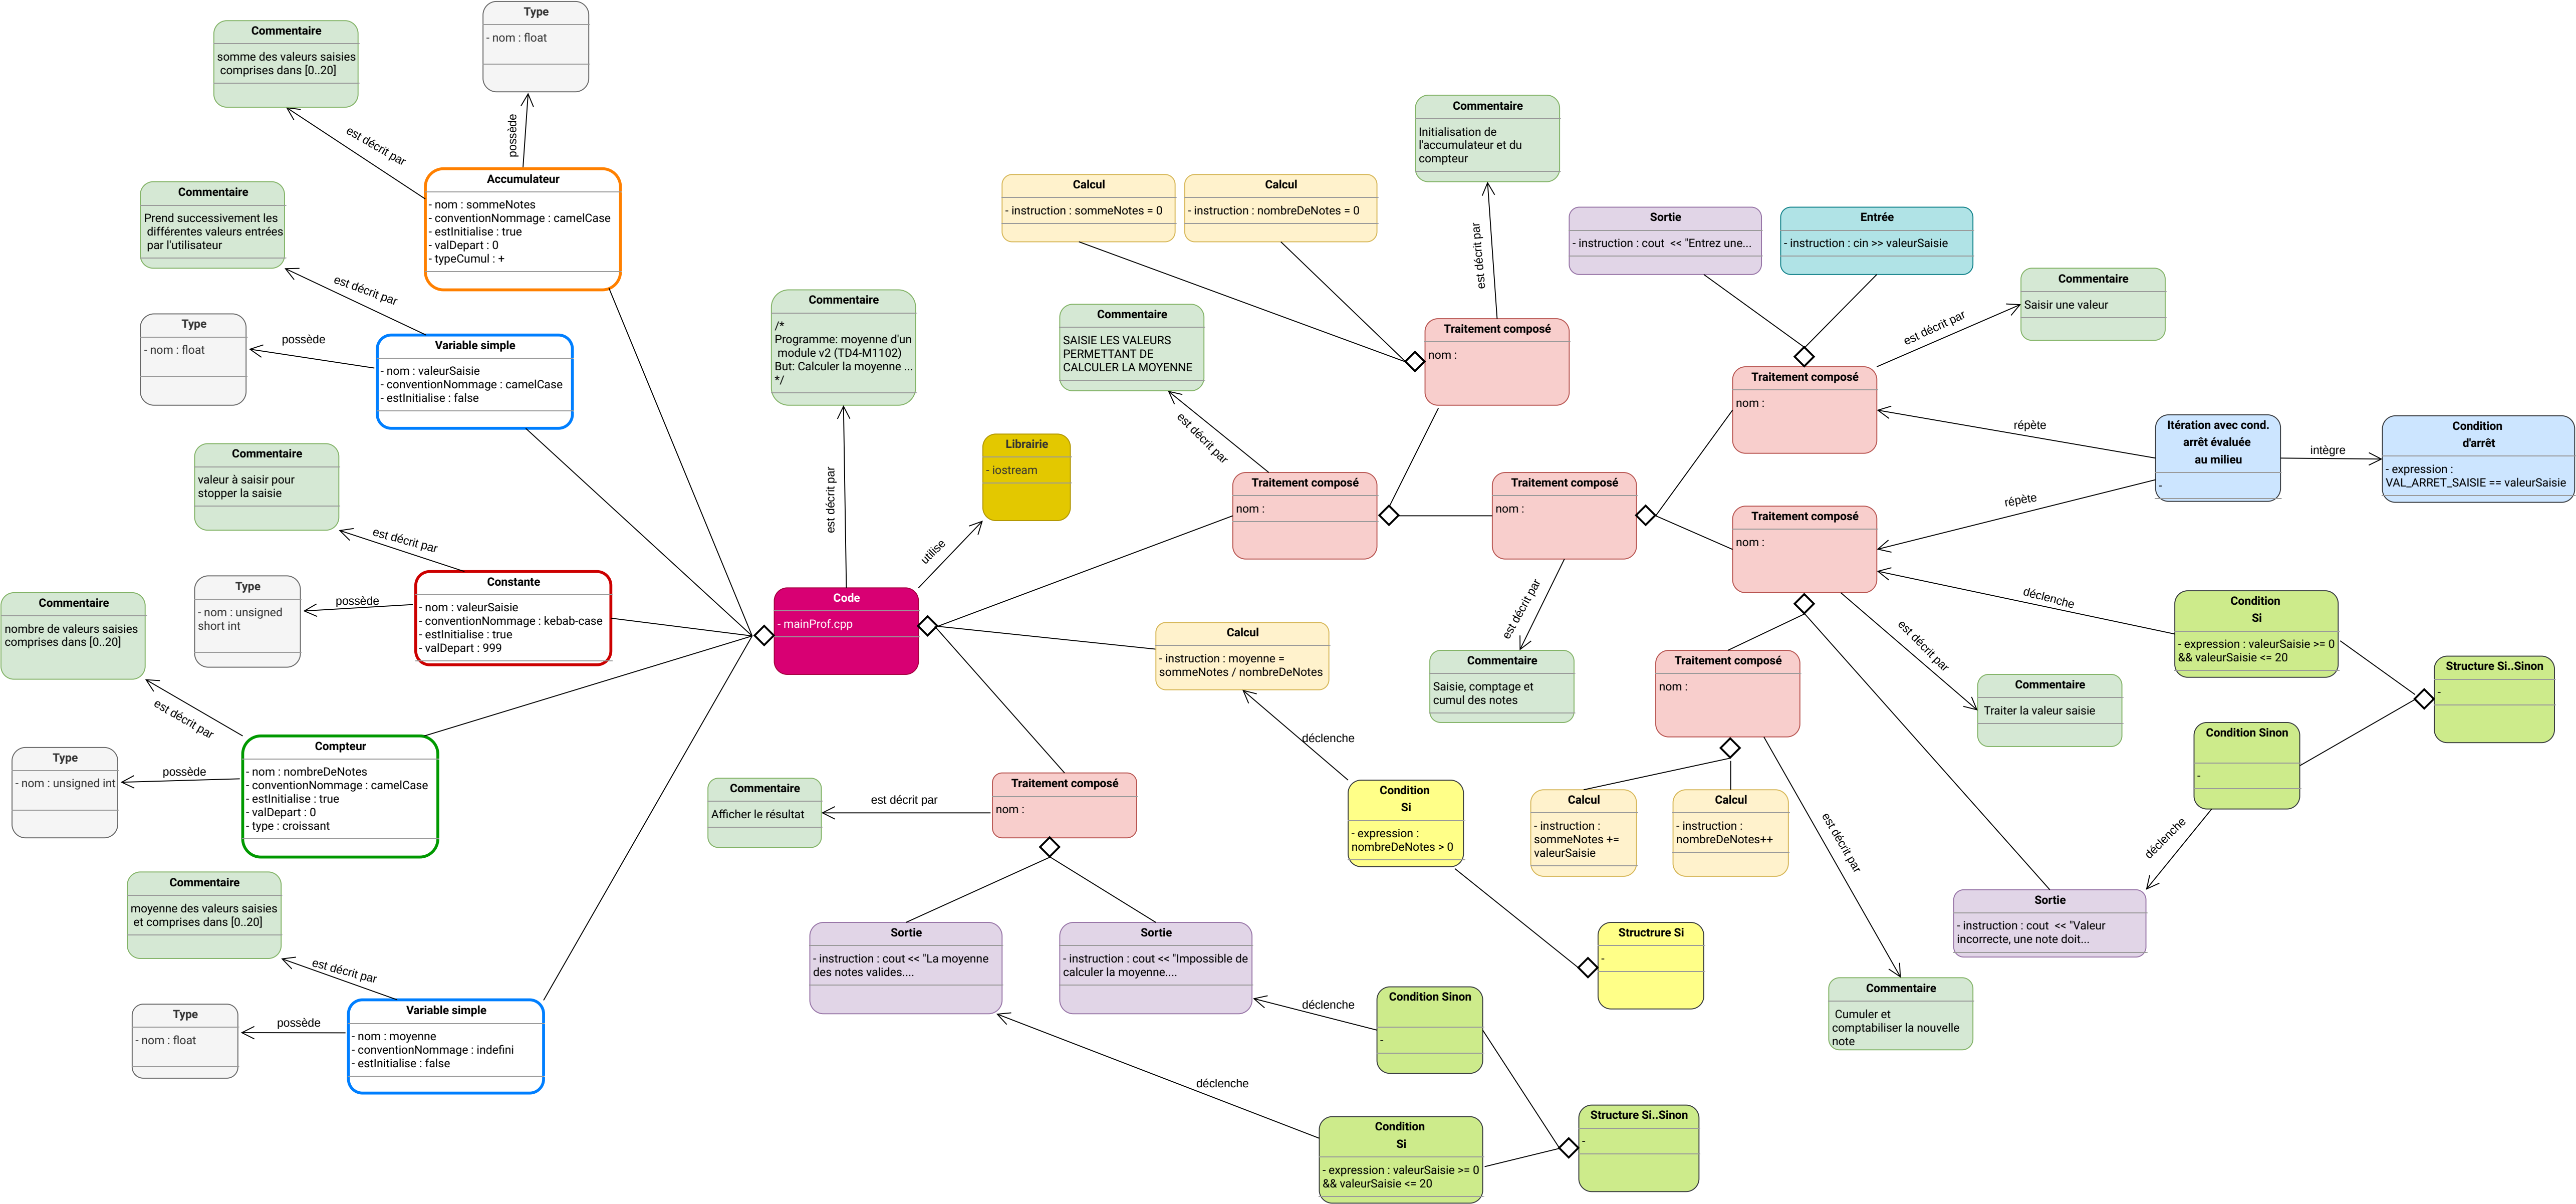 Commentaire
somme des valeurs saisies
comprises dans [0..20]
Type
- nom : float
est décrit par
possède
Accumulateur
- nom : sommeNotes
- conventionNommage : camelCase
- estInitialise : true
- valDepart : 0
- typeCumul : +
Commentaire
Prend successivement les
différentes valeurs entrées
par l'utilisateur
est décrit par
Type
- nom : float
possède
Variable simple
- nom : valeurSaisie
- conventionNommage : camelCase
- estInitialise : false
Commentaire
valeur à saisir pour
stopper la saisie
est décrit par
Type
- nom : unsigned
short int
possède
Constante
- nom : valeurSaisie
- conventionNommage : kebab-case
- estInitialise : true
- valDepart : 999
Commentaire
nombre de valeurs saisies
comprises dans [0..20]
est décrit par
Type
- nom : unsigned int
possède
Compteur
- nom : nombreDeNotes
- conventionNommage : camelCase
- estInitialise : true
- valDepart : 0
- type : croissant
Commentaire
moyenne des valeurs saisies
et comprises dans [0..20]
est décrit par
Type
- nom : float
possède
Variable simple
- nom : moyenne
- conventionNommage : indefini
- estInitialise : false
Commentaire
/*
Programme: moyenne d'un
module v2 (TD4-M1102)
But: Calculer la moyenne ...
*/
est décrit par
Librairie
- iostream
utilise
Code
- mainProf.cpp
Calcul
- instruction : sommeNotes = 0
Calcul
- instruction : nombreDeNotes = 0
Commentaire
Initialisation de
l'accumulateur et du
compteur
est décrit par
Traitement composé
nom :
Commentaire
SAISIE LES VALEURS
PERMETTANT DE
CALCULER LA MOYENNE
est décrit par
Traitement composé
nom :
Traitement composé
nom :
est décrit par
Commentaire
Saisie, comptage et
cumul des notes
Sortie
- instruction : cout  << "Entrez une...
Entrée
- instruction : cin >> valeurSaisie
Commentaire
Saisir une valeur
est décrit par
Traitement composé
nom :
répète
Itération avec cond.
arrêt évaluée
au milieu
-
intègre
Condition
d'arrêt
- expression :
VAL_ARRET_SAISIE == valeurSaisie
répète
Traitement composé
nom :
déclenche
Condition
Si
- expression : valeurSaisie >= 0
&& valeurSaisie <= 20
Structure Si..Sinon
-
est décrit par
Commentaire
Traiter la valeur saisie
Condition Sinon
-
déclenche
Traitement composé
nom :
Calcul
- instruction :
sommeNotes +=
valeurSaisie
Calcul
- instruction :
nombreDeNotes++
est décrit par
Sortie
- instruction : cout  << "Valeur
incorrecte, une note doit...
Commentaire
Cumuler et
comptabiliser la nouvelle
note
Calcul
- instruction : moyenne =
sommeNotes / nombreDeNotes
déclenche
Condition
Si
- expression :
nombreDeNotes > 0
Structrure Si
-
Commentaire
Afficher le résultat
est décrit par
Traitement composé
nom :
Sortie
- instruction : cout << "La moyenne
des notes valides....
Sortie
- instruction : cout << "Impossible de
calculer la moyenne....
déclenche
Condition Sinon
-
déclenche
Condition
Si
- expression : valeurSaisie >= 0
&& valeurSaisie <= 20
Structure Si..Sinon
-